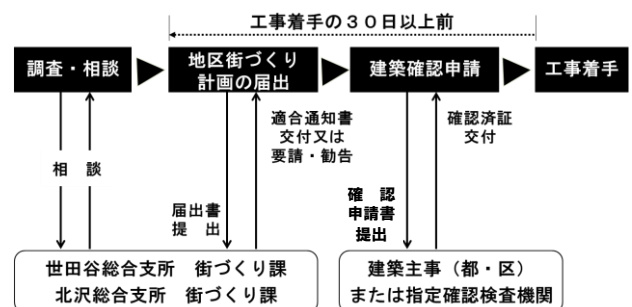 工事着手の３０日以上前
調査・相談
地区街づくり
計画の届出
建築確認申請
工事着手
相 談
適合通知書
交付又は
要請・勧告
届出書
提 出
確認済証
交付
確 認
申請書
提出
世田谷総合支所 街づくり課
北沢総合支所 街づくり課
建築主事（都・区）
または指定確認検査機関